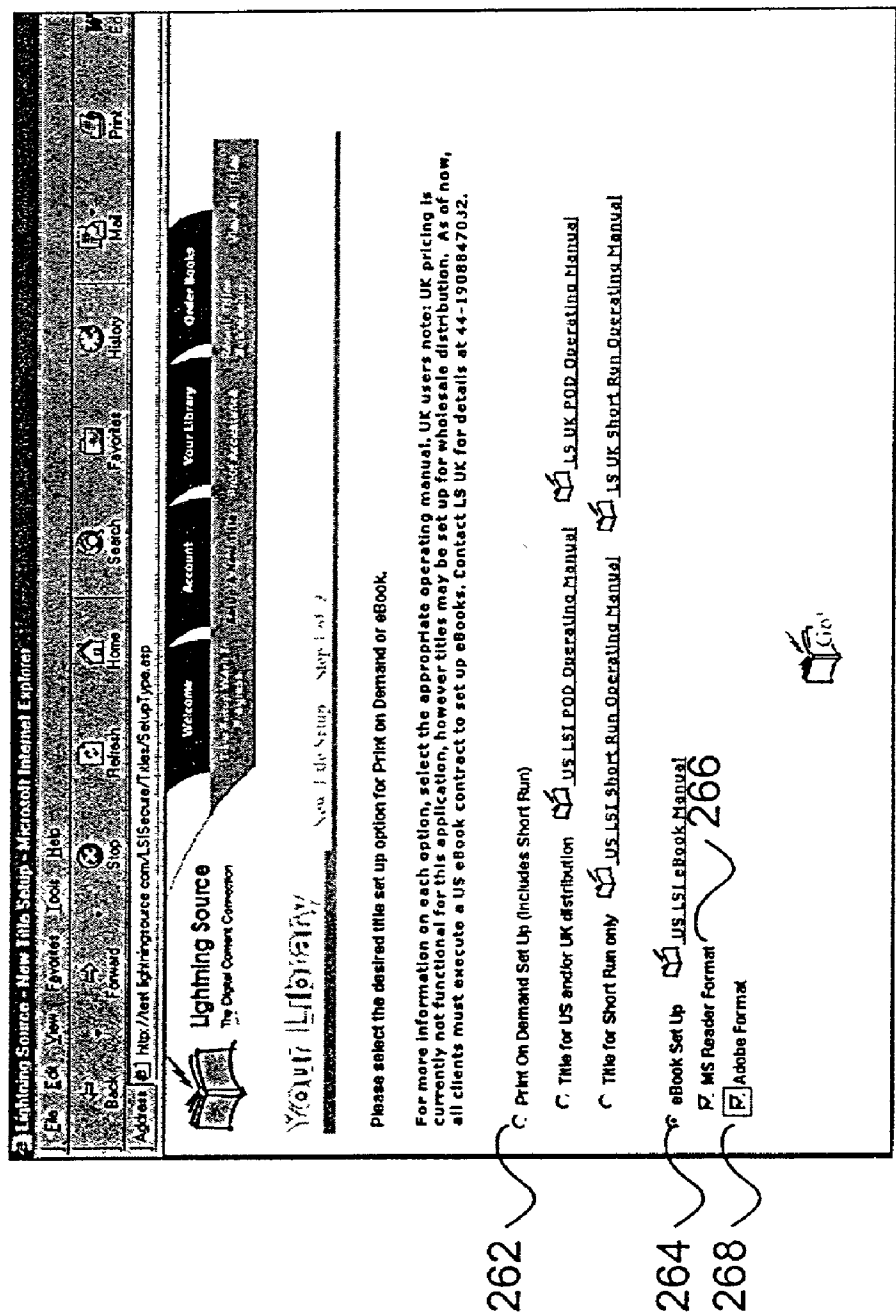 Lightning Source - New Title Setup - Microsoft Internet Explorer
File Edit View Favorites Tools Help
Back Forward Stop Refresh Home Search Favorites History Mail Print
Address http://test.lightningsource.com/LSISecure/Titles/SetupType.asp
Lightning Source
The Digital Content Connection
Welcome Account Your Library Order Books
Your Library New Title Setup Step 1 of 2
Please select the desired title set up option for Print on Demand or eBook.
For more information on each option, select the appropriate operating manual. UK users note: UK pricing is
currently not functional for this application, however titles may be set up for wholesale distribution. As of now,
all clients must execute a US eBook contract to set up eBooks. Contact LS UK for details at 44-1908847032.
262 Print On Demand Set Up (Includes Short Run)
Title for US and/or UK distribution US LSI POD Operating Manual LS UK POD Operating Manual
Title for Short Run only US LSI Short Run Operating Manual LS UK Short Run Operating Manual
264 eBook Set Up US LSI eBook Manual
MS Reader Format 266
268 Adobe Format
Go!